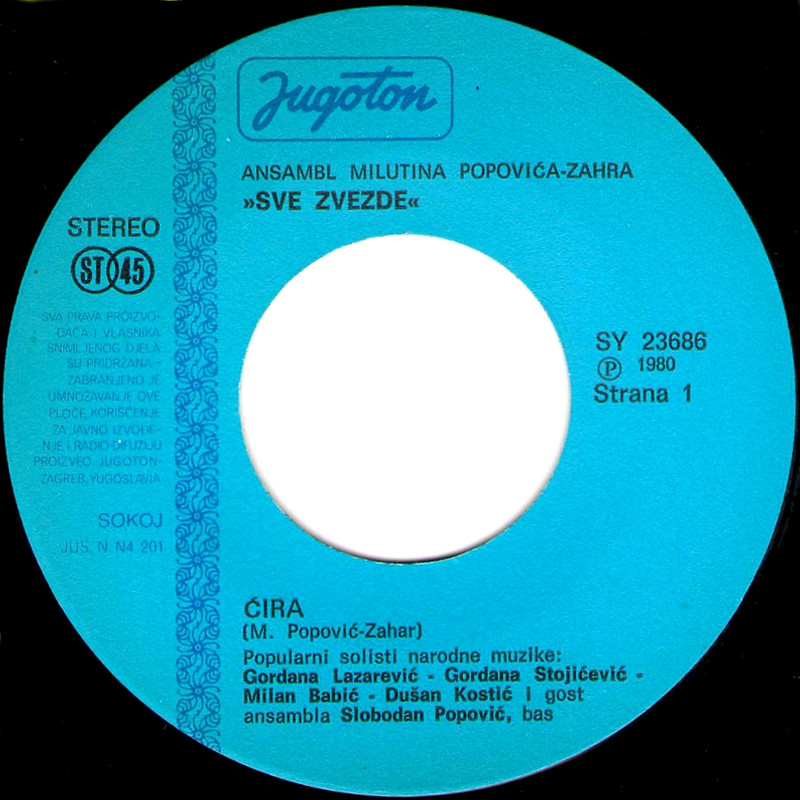 Jugoton
ANSAMBL MILUTINA POPOVIĆA-ZAHRA
»SVE ZVEZDE«
STEREO
ST 45
SVA PRAVA PROIZVO-
ĐAČA I VLASNIKA
SNIMLJENOG DJELA
SU PRIDRŽANA -
ZABRANJENO JE
UMNOŽAVANJE OVE
PLOČE, KORIŠĆENJE
ZA JAVNO IZVOĐE-
NJE I RADIO-DIFUZIJU
PROIZVEO JUGOTON-
ZAGREB, YUGOSLAVIA
SOKOJ
JUS. N. N4 201
SY 23686
Ⓟ 1980
Strana 1
ĆIRA
(M. Popović-Zahar)
Popularni solisti narodne muzike:
Gordana Lazarević - Gordana Stojićević -
Milan Babić - Dušan Kostić i gost
ansambla Slobodan Popović, bas